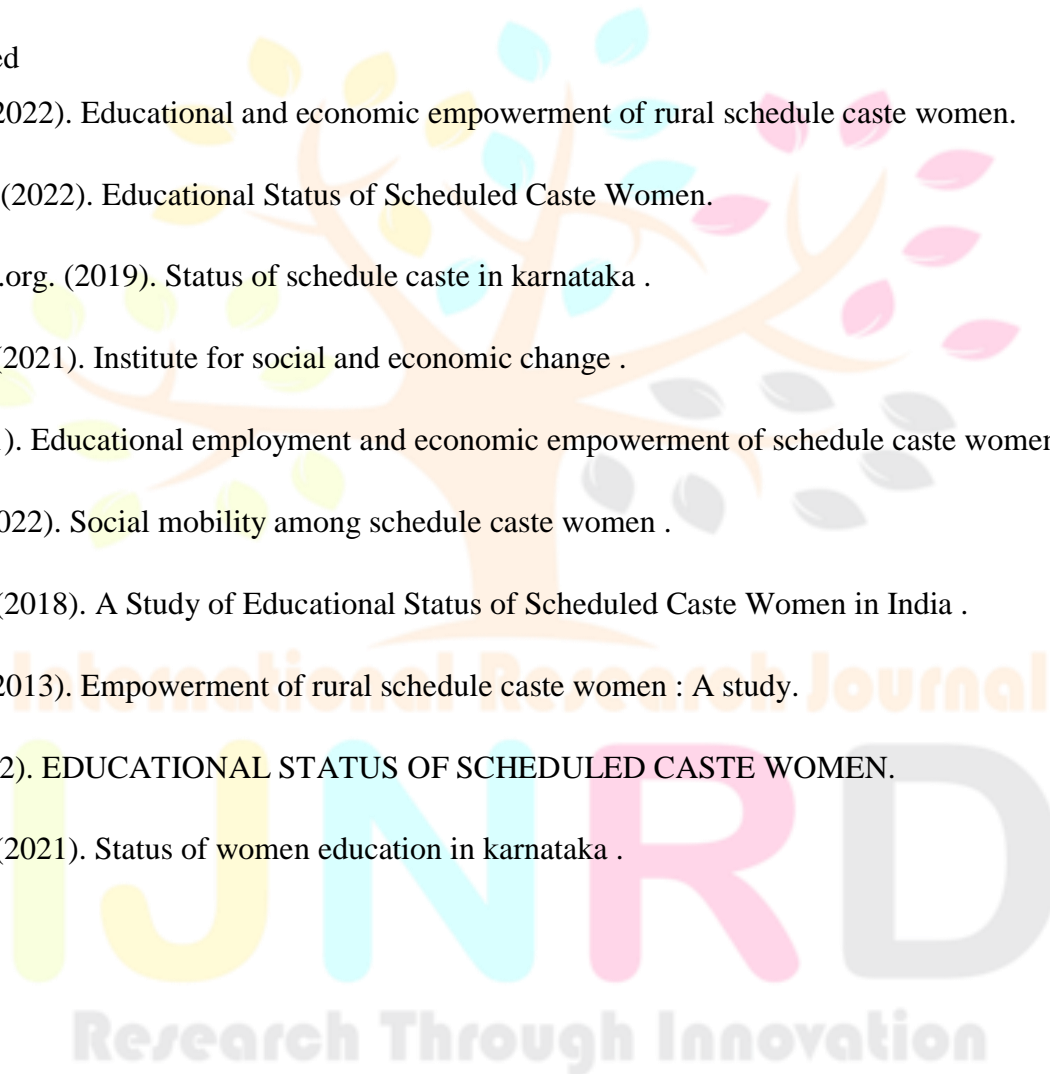 ed
2022). Educational and economic empowerment of rural schedule caste women.
(2022). Educational Status of Scheduled Caste Women.
.org. (2019). Status of schedule caste in karnataka .
(2021). Institute for social and economic change .
). Educational employment and economic empowerment of schedule caste women
022). Social mobility among schedule caste women .
(2018). A Study of Educational Status of Scheduled Caste Women in India .
2013). Empowerment of rural schedule caste women : A study.
International Research Journal
2). EDUCATIONAL STATUS OF SCHEDULED CASTE WOMEN.
(2021). Status of women education in karnataka .
IJNRD
Research Through Innovation